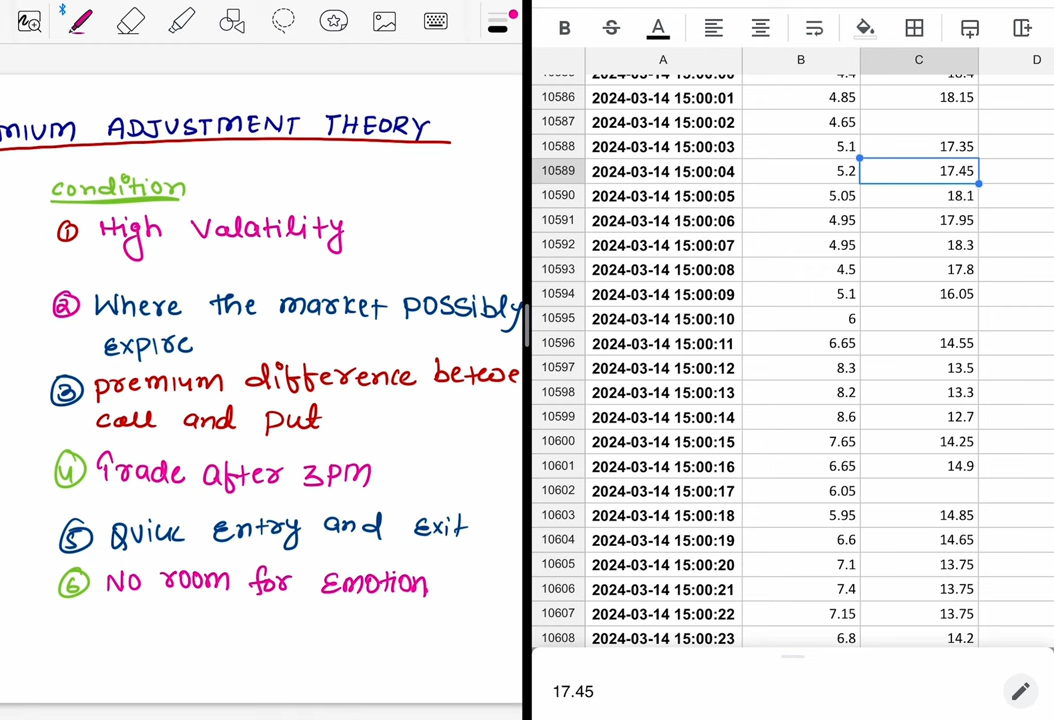 MIUM ADJUSTMENT THEORY
condition
① High Valatility
② Where the market possibly
expire
③ premium difference betwee
call and put
④ Trade after 3PM
⑤ Quick Entry and Exit
⑥ No room for Emotion
B S A
A B C D
10586 2024-03-14 15:00:01 4.85 18.15
10587 2024-03-14 15:00:02 4.65
10588 2024-03-14 15:00:03 5.1 17.35
10589 2024-03-14 15:00:04 5.2 17.45
10590 2024-03-14 15:00:05 5.05 18.1
10591 2024-03-14 15:00:06 4.95 17.95
10592 2024-03-14 15:00:07 4.95 18.3
10593 2024-03-14 15:00:08 4.5 17.8
10594 2024-03-14 15:00:09 5.1 16.05
10595 2024-03-14 15:00:10 6
10596 2024-03-14 15:00:11 6.65 14.55
10597 2024-03-14 15:00:12 8.3 13.5
10598 2024-03-14 15:00:13 8.2 13.3
10599 2024-03-14 15:00:14 8.6 12.7
10600 2024-03-14 15:00:15 7.65 14.25
10601 2024-03-14 15:00:16 6.65 14.9
10602 2024-03-14 15:00:17 6.05
10603 2024-03-14 15:00:18 5.95 14.85
10604 2024-03-14 15:00:19 6.6 14.65
10605 2024-03-14 15:00:20 7.1 13.75
10606 2024-03-14 15:00:21 7.4 13.75
10607 2024-03-14 15:00:22 7.15 13.75
10608 2024-03-14 15:00:23 6.8 14.2
17.45